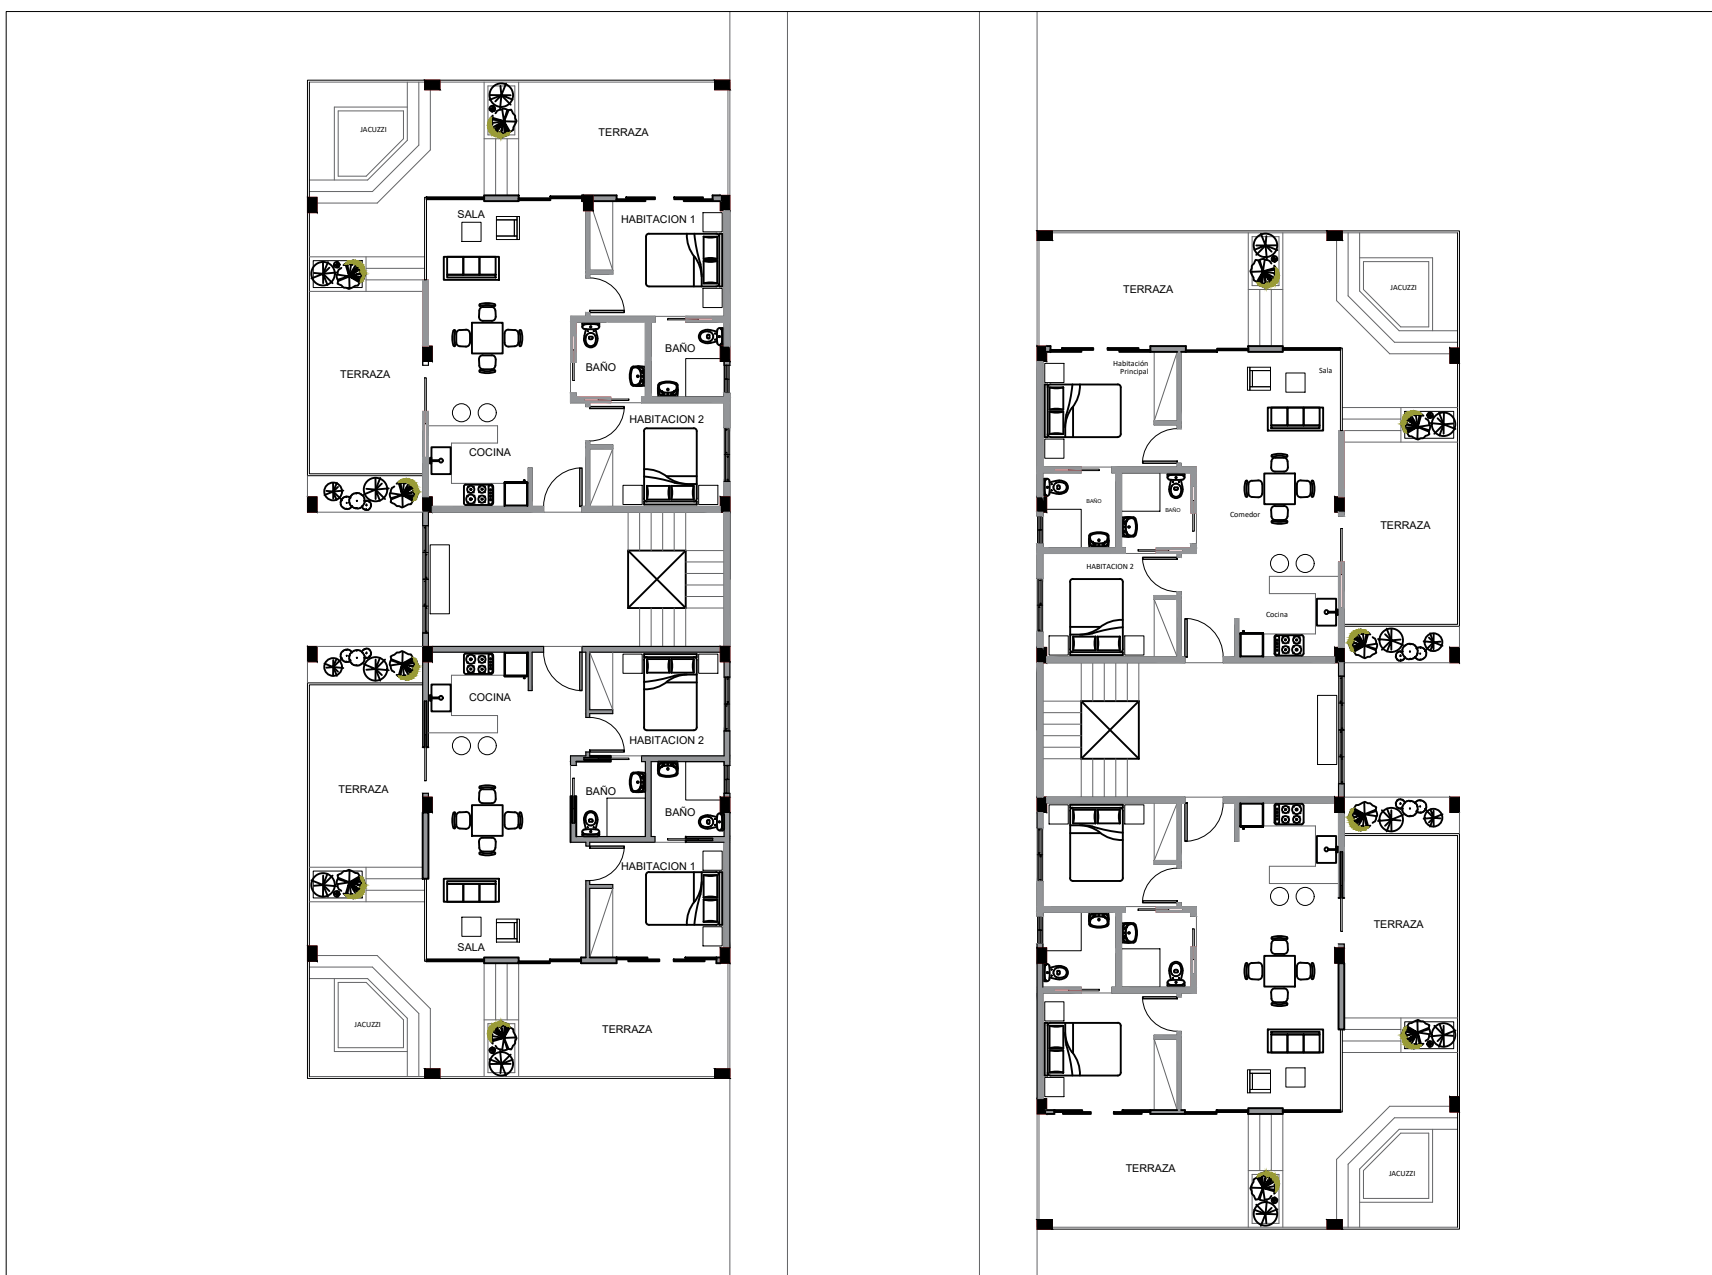 JACUZZI
TERRAZA
SALA
HABITACION 1
TERRAZA
BAÑO
BAÑO
HABITACION 2
COCINA
COCINA
HABITACION 2
TERRAZA
BAÑO
BAÑO
HABITACION 1
SALA
JACUZZI
TERRAZA
TERRAZA
JACUZZI
Habitación
Principal
Sala
BAÑO
BAÑO
Comedor
TERRAZA
HABITACION 2
Cocina
TERRAZA
TERRAZA
JACUZZI